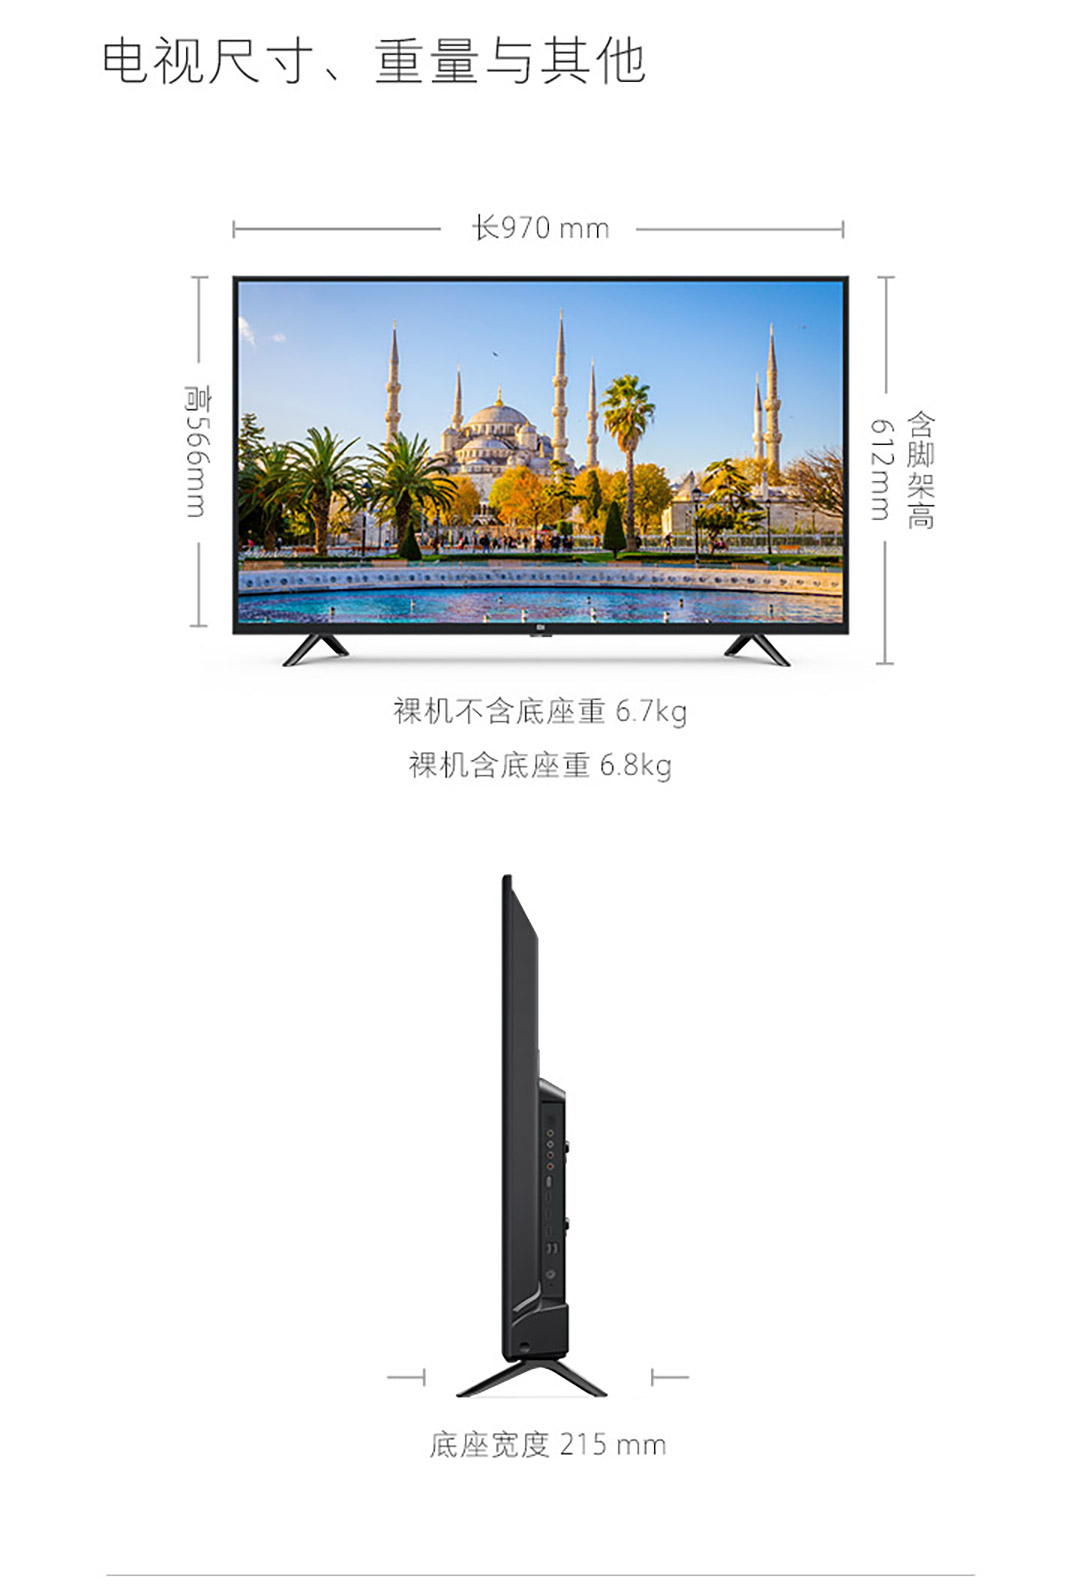 电视尺寸、重量与其他
长970 mm
高566mm
含脚架高
612mm
裸机不含底座重 6.7kg
裸机含底座重 6.8kg
底座宽度 215 mm